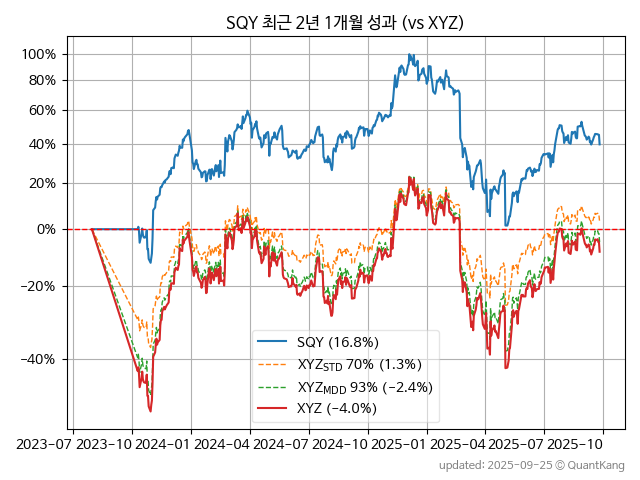 SQY 최근 2년 1개월 성과 (vs XYZ)
100%
80%
60%
40%
20%
0%
−20%
−40%
SQY (16.8%)
XYZSTD 70% (1.3%)
XYZMDD 93% (−2.4%)
XYZ (−4.0%)
2023-07 2023-10 2024-01 2024-04 2024-07 2024-10 2025-01 2025-04 2025-07 2025-10
updated: 2025-09-25 ⓒ QuantKang